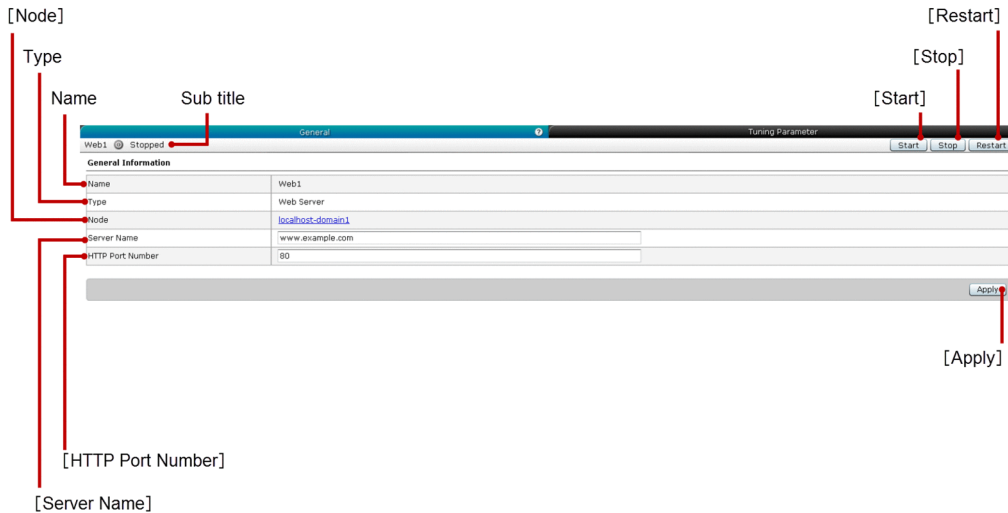 [Node]
[Restart]
Type
[Stop]
Name
Sub title
[Start]
General
?
Tuning Parameter
Web1 Stopped
Start Stop Restart
General Information
Name Web1
Type Web Server
Node localhost-domain1
Server Name www.example.com
HTTP Port Number 80
Apply
[Apply]
[HTTP Port Number]
[Server Name]